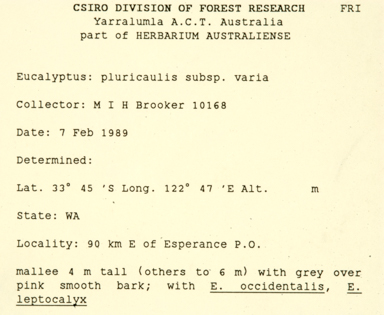 CSIRO DIVISION OF FOREST RESEARCH FRI
Yarralumla A.C.T. Australia
part of HERBARIUM AUSTRALIENSE
Eucalyptus: pluricaulis subsp. varia
Collector: M I H Brooker 10168
Date: 7 Feb 1989
Determined:
Lat. 33° 45 'S Long. 122° 47 'E Alt. m
State: WA
Locality: 90 km E of Esperance P.O.
mallee 4 m tall (others to 6 m) with grey over
pink smooth bark; with E. occidentalis, E.
leptocalyx